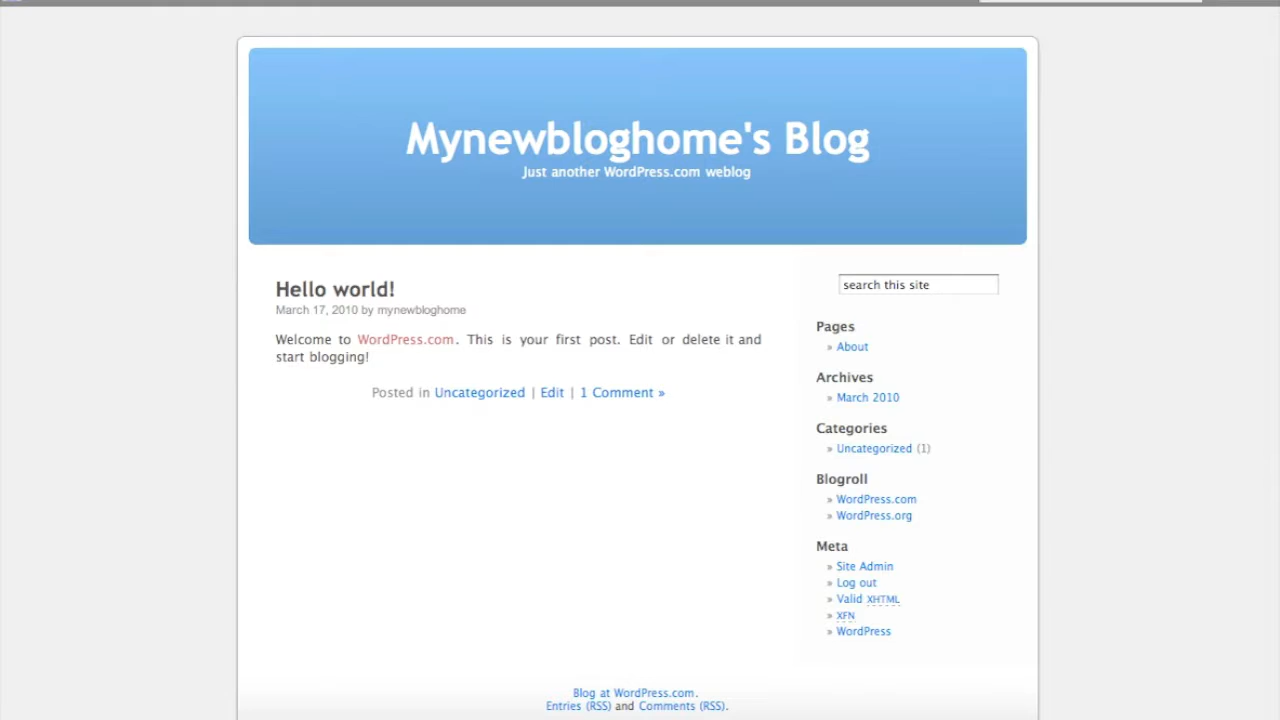 Mynewbloghome's Blog
Just another WordPress.com weblog
Hello world!
March 17, 2010 by mynewbloghome
Welcome to WordPress.com. This is your first post. Edit or delete it and
start blogging!
Posted in Uncategorized | Edit | 1 Comment »
search this site
Pages
» About
Archives
» March 2010
Categories
» Uncategorized (1)
Blogroll
» WordPress.com
» WordPress.org
Meta
» Site Admin
» Log out
» Valid XHTML
» XFN
» WordPress
Blog at WordPress.com.
Entries (RSS) and Comments (RSS).